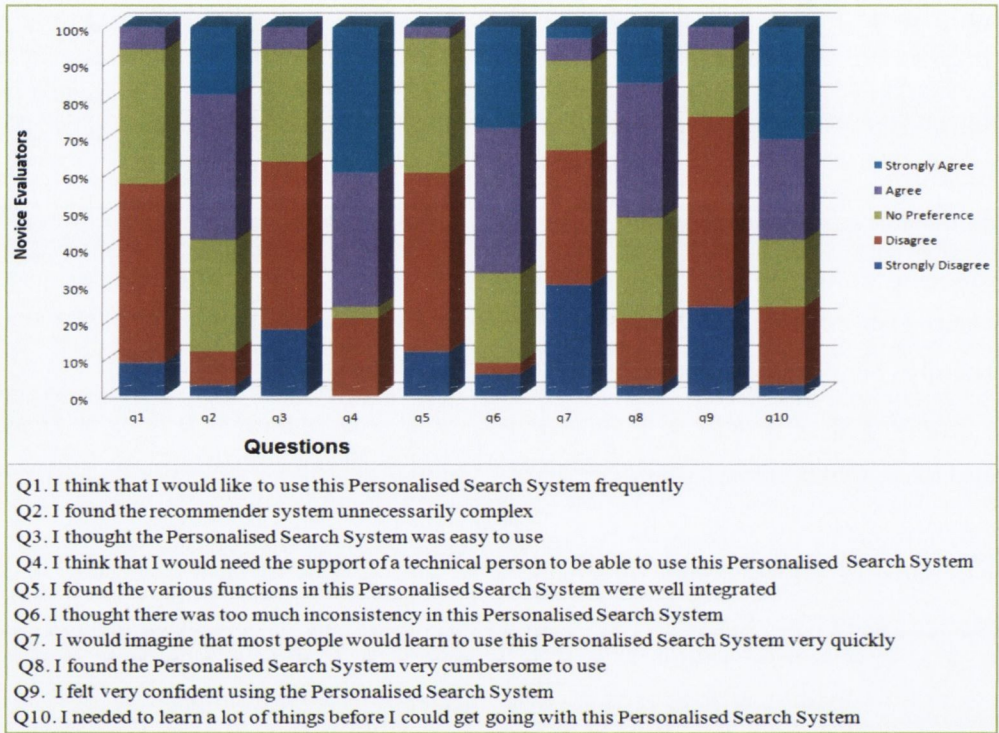 100%
90%
80%
70%
60%
50%
40%
30%
20%
10%
0%
Novice Evaluators
q1 q2 q3 q4 q5 q6 q7 q8 q9 q10
Questions
Strongly Agree
Agree
No Preference
Disagree
Strongly Disagree
Q1. I think that I would like to use this Personalised Search System frequently
Q2. I found the recommender system unnecessarily complex
Q3. I thought the Personalised Search System was easy to use
Q4. I think that I would need the support of a technical person to be able to use this Personalised Search System
Q5. I found the various functions in this Personalised Search System were well integrated
Q6. I thought there was too much inconsistency in this Personalised Search System
Q7. I would imagine that most people would learn to use this Personalised Search System very quickly
Q8. I found the Personalised Search System very cumbersome to use
Q9. I felt very confident using the Personalised Search System
Q10. I needed to learn a lot of things before I could get going with this Personalised Search System